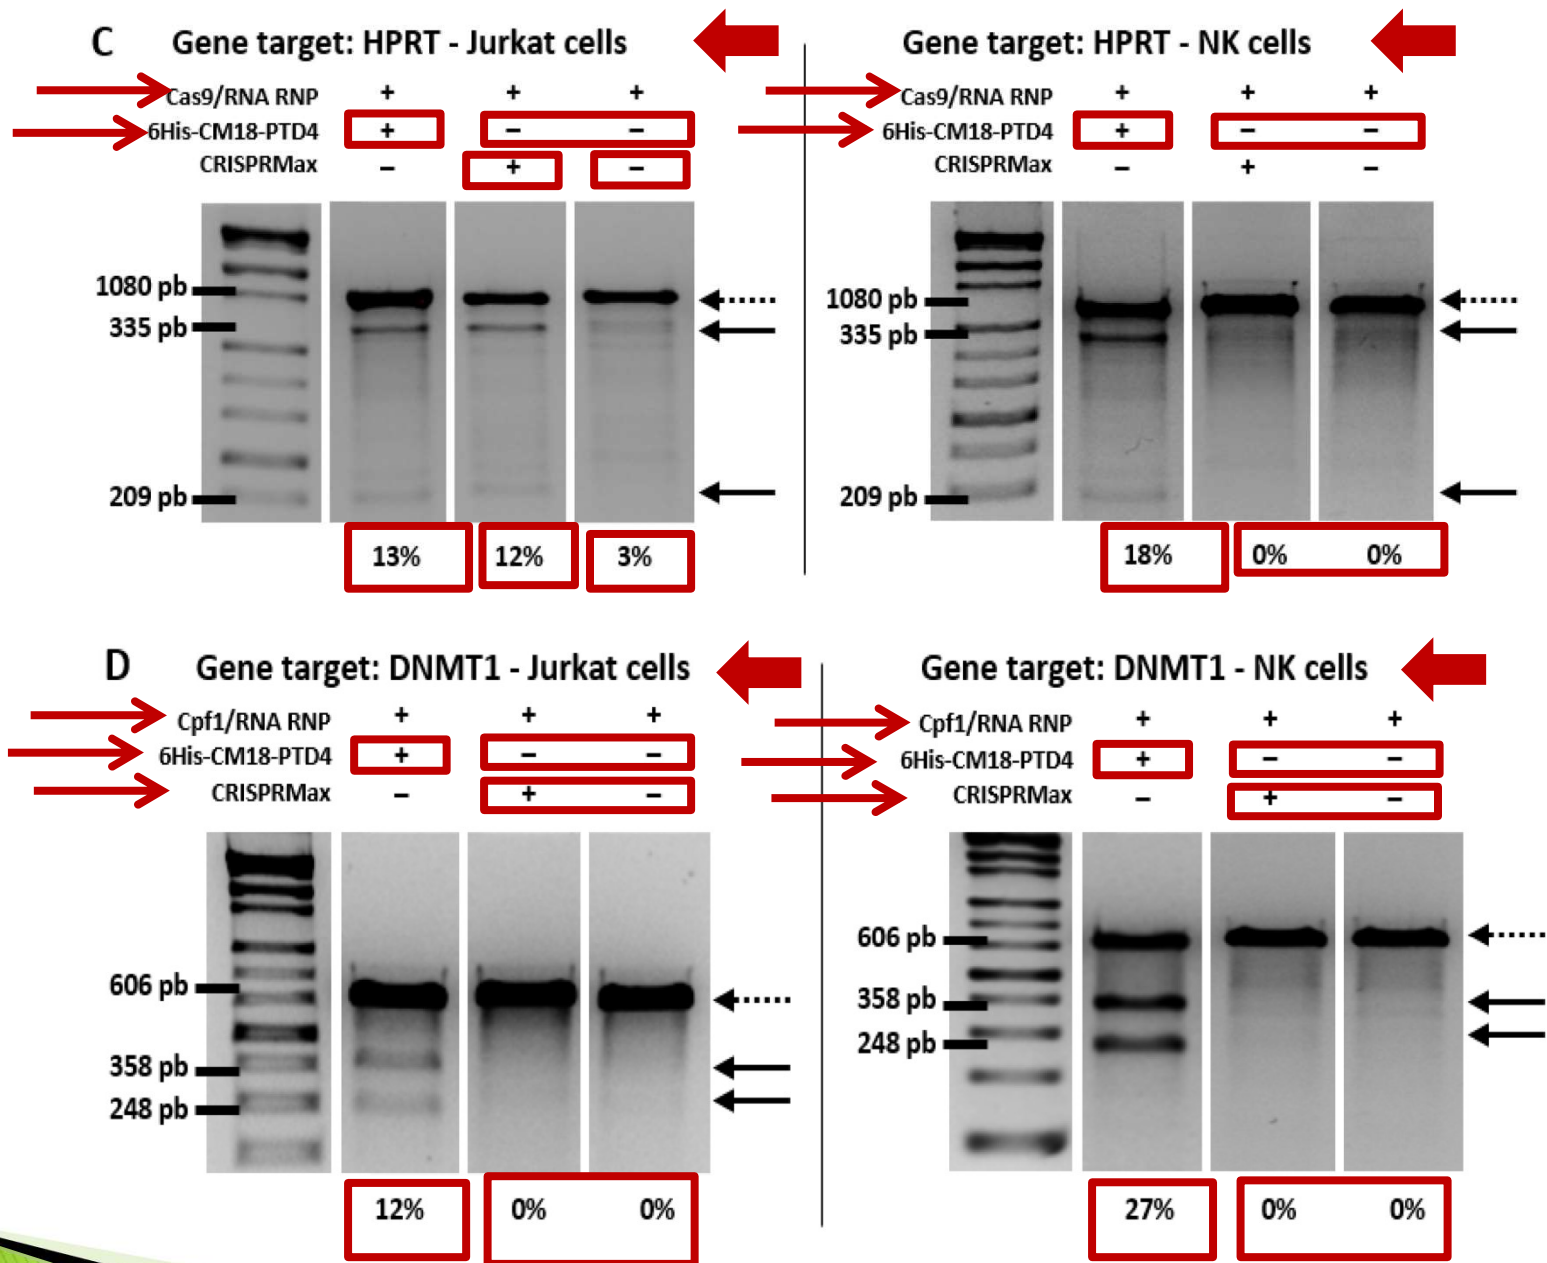 C Gene target: HPRT - Jurkat cells
Cas9/RNA RNP + + +
6His-CM18-PTD4 + – –
CRISPRMax – + –
1080 pb
335 pb
209 pb
13% 12% 3%
Gene target: HPRT - NK cells
Cas9/RNA RNP + + +
6His-CM18-PTD4 + – –
CRISPRMax – + –
1080 pb
335 pb
209 pb
18% 0% 0%
D Gene target: DNMT1 - Jurkat cells
Cpf1/RNA RNP + + +
6His-CM18-PTD4 + – –
CRISPRMax – + –
606 pb
358 pb
248 pb
12% 0% 0%
Gene target: DNMT1 - NK cells
Cpf1/RNA RNP + + +
6His-CM18-PTD4 + – –
CRISPRMax – + –
606 pb
358 pb
248 pb
27% 0% 0%